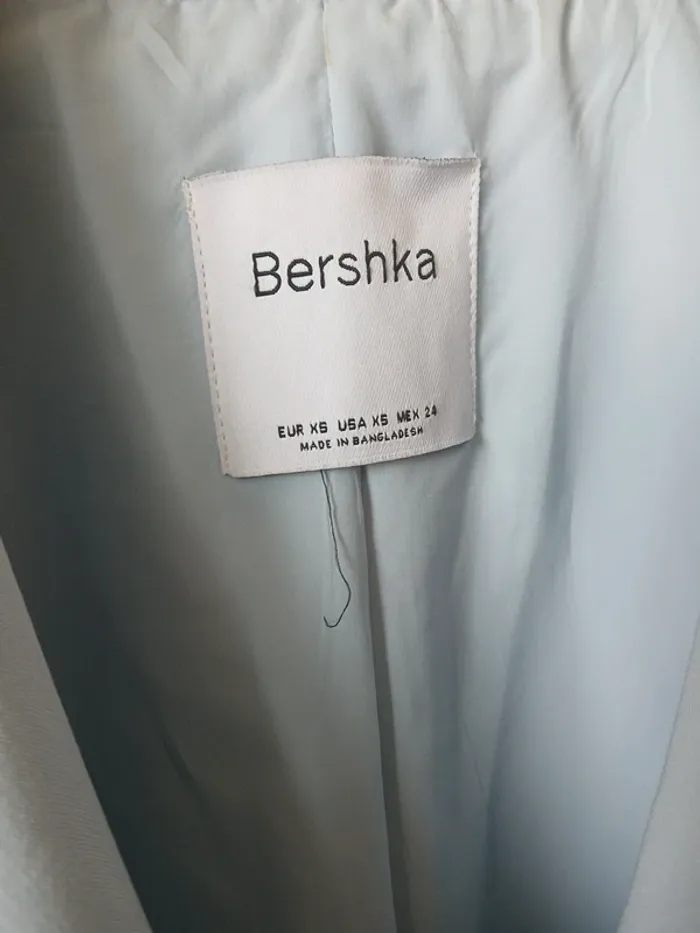 Bershka
EUR XS USA XS MEX 24
MADE IN BANGLADESH